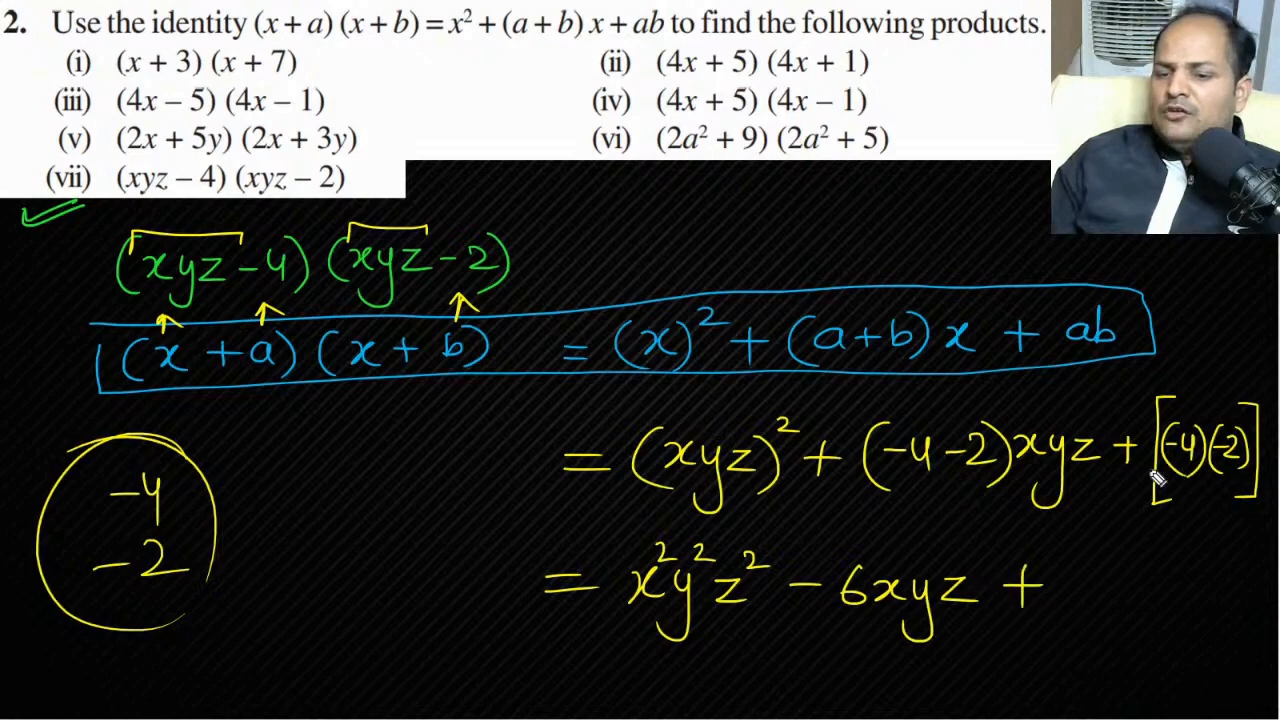 2. Use the identity (x + a) (x + b) = x² + (a + b) x + ab to find the following products.
(i) (x + 3) (x + 7) (ii) (4x + 5) (4x + 1)
(iii) (4x – 5) (4x – 1) (iv) (4x + 5) (4x – 1)
(v) (2x + 5y) (2x + 3y) (vi) (2a² + 9) (2a² + 5)
(vii) (xyz – 4) (xyz – 2)
(xyz - 4) (xyz - 2)
(x + a) (x + b) = (x)² + (a+b) x + ab
= (xyz)² + (-4 - 2) xyz + [(-4) (-2)]
-4
-2
= x²y²z² - 6xyz +